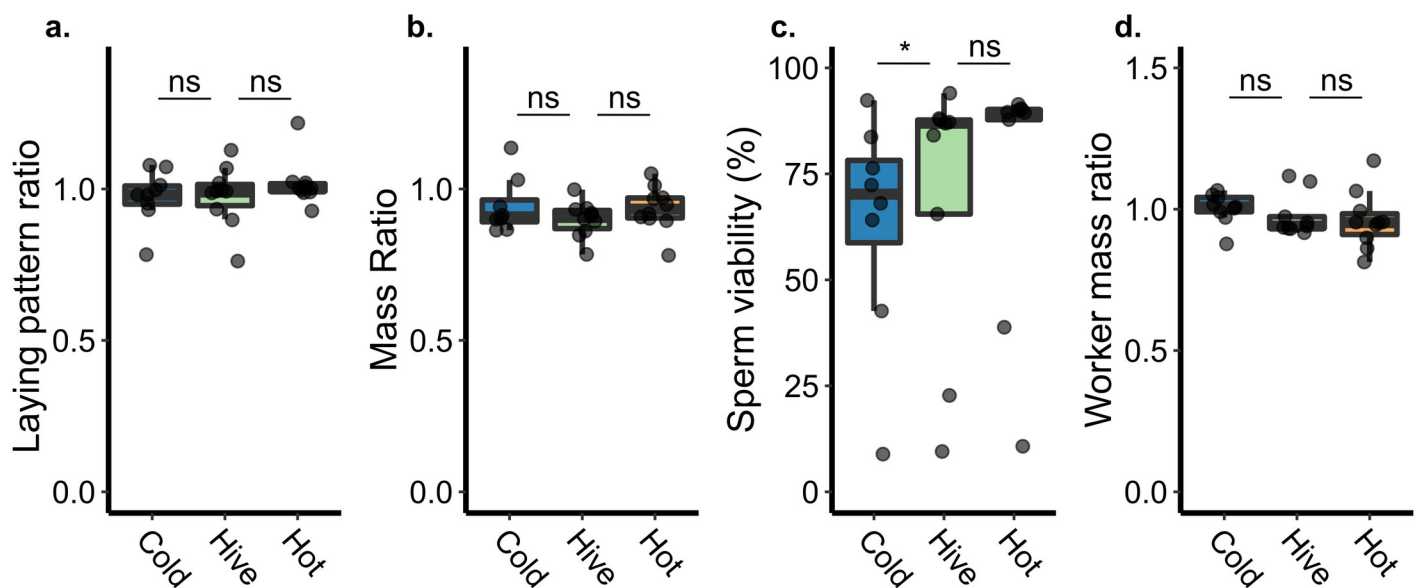 a.
Laying pattern ratio
1.0
0.5
0.0
ns
ns
Cold
Hive
Hot
b.
Mass Ratio
1.0
0.5
0.0
ns
ns
Cold
Hive
Hot
c.
Sperm viability (%)
100
75
50
25
0
*
ns
Cold
Hive
Hot
d.
Worker mass ratio
1.5
1.0
0.5
0.0
ns
ns
Cold
Hive
Hot